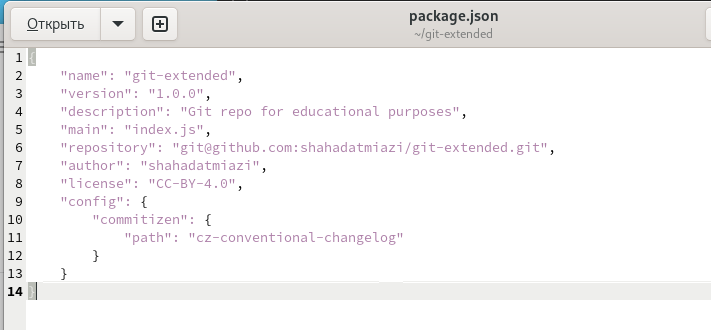 Открыть
package.json
~/git-extended
1 {
2     "name": "git-extended",
3     "version": "1.0.0",
4     "description": "Git repo for educational purposes",
5     "main": "index.js",
6     "repository": "git@github.com:shahadatmiazi/git-extended.git",
7     "author": "shahadatmiazi",
8     "license": "CC-BY-4.0",
9     "config": {
10         "commitizen": {
11             "path": "cz-conventional-changelog"
12         }
13     }
14 }